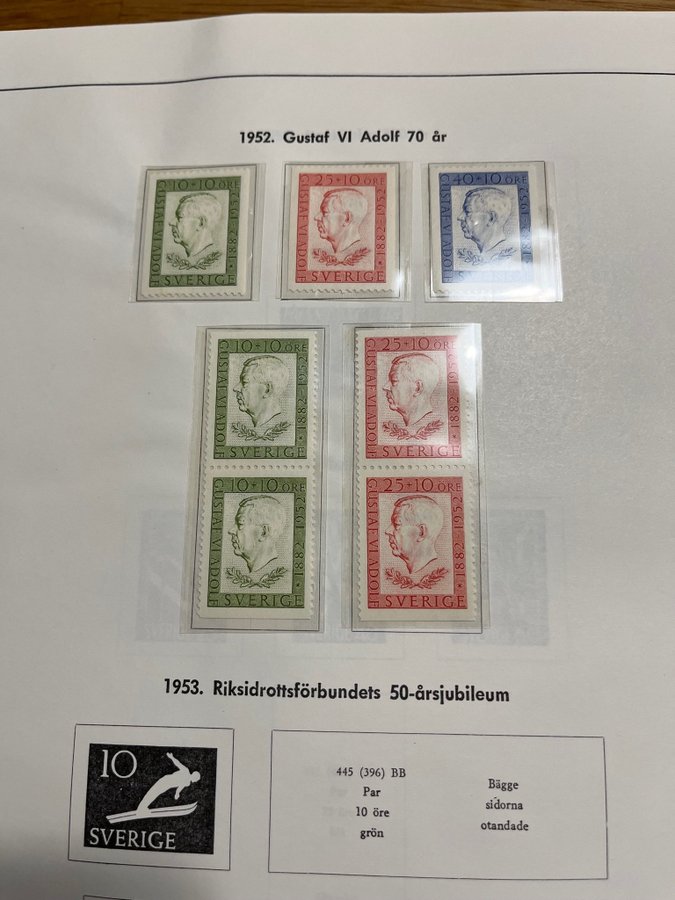 1952. Gustaf VI Adolf 70 år
10+10 ÖRE
GUSTAF VI ADOLF
1882-1952
SVERIGE
25+10 ÖRE
GUSTAF VI ADOLF
1882-1952
SVERIGE
40+10 ÖRE
GUSTAF VI ADOLF
1882-1952
SVERIGE
10+10 ÖRE
GUSTAF VI ADOLF
1882-1952
SVERIGE
25+10 ÖRE
GUSTAF VI ADOLF
1882-1952
SVERIGE
10+10 ÖRE
GUSTAF VI ADOLF
1882-1952
SVERIGE
25+10 ÖRE
GUSTAF VI ADOLF
1882-1952
SVERIGE
1953. Riksidrottsförbundets 50-årsjubileum
10
SVERIGE
445 (396) BB
Par
10 öre
grön
Bägge
sidorna
otandade